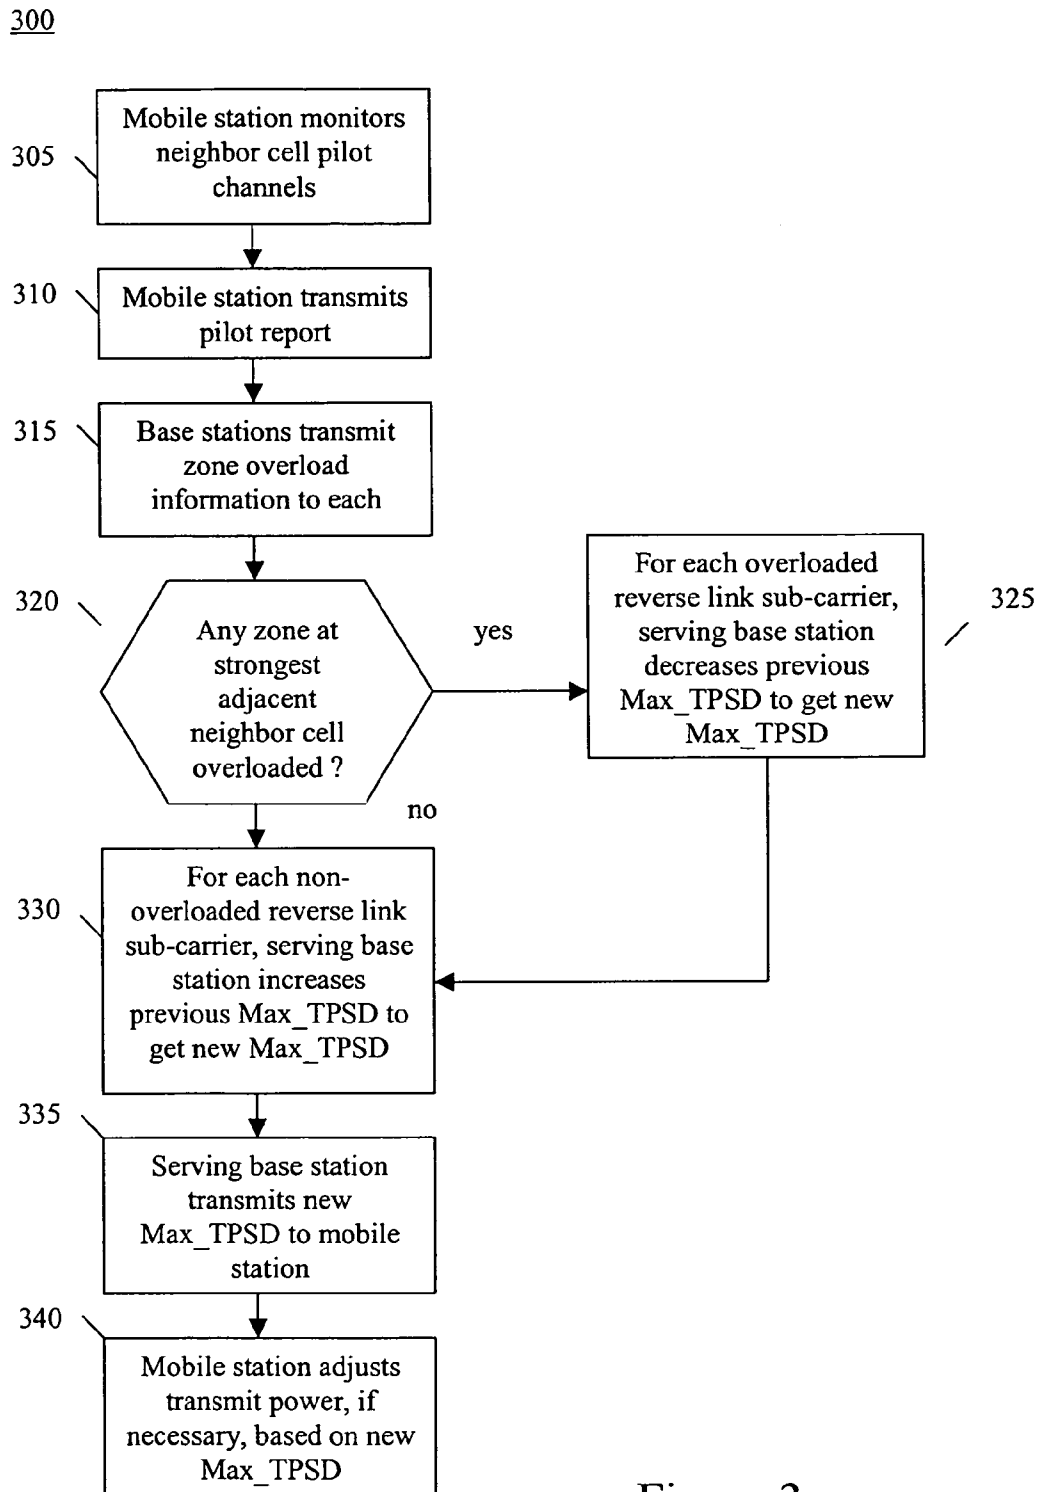 300
305
Mobile station monitors
neighbor cell pilot
channels
310
Mobile station transmits
pilot report
315
Base stations transmit
zone overload
information to each
320
Any zone at
strongest
adjacent
neighbor cell
overloaded ?
yes
no
For each overloaded
reverse link sub-carrier,
serving base station
decreases previous
Max_TPSD to get new
Max_TPSD
325
330
For each non-
overloaded reverse link
sub-carrier, serving base
station increases
previous Max_TPSD to
get new Max_TPSD
335
Serving base station
transmits new
Max_TPSD to mobile
station
340
Mobile station adjusts
transmit power, if
necessary, based on new
Max_TPSD